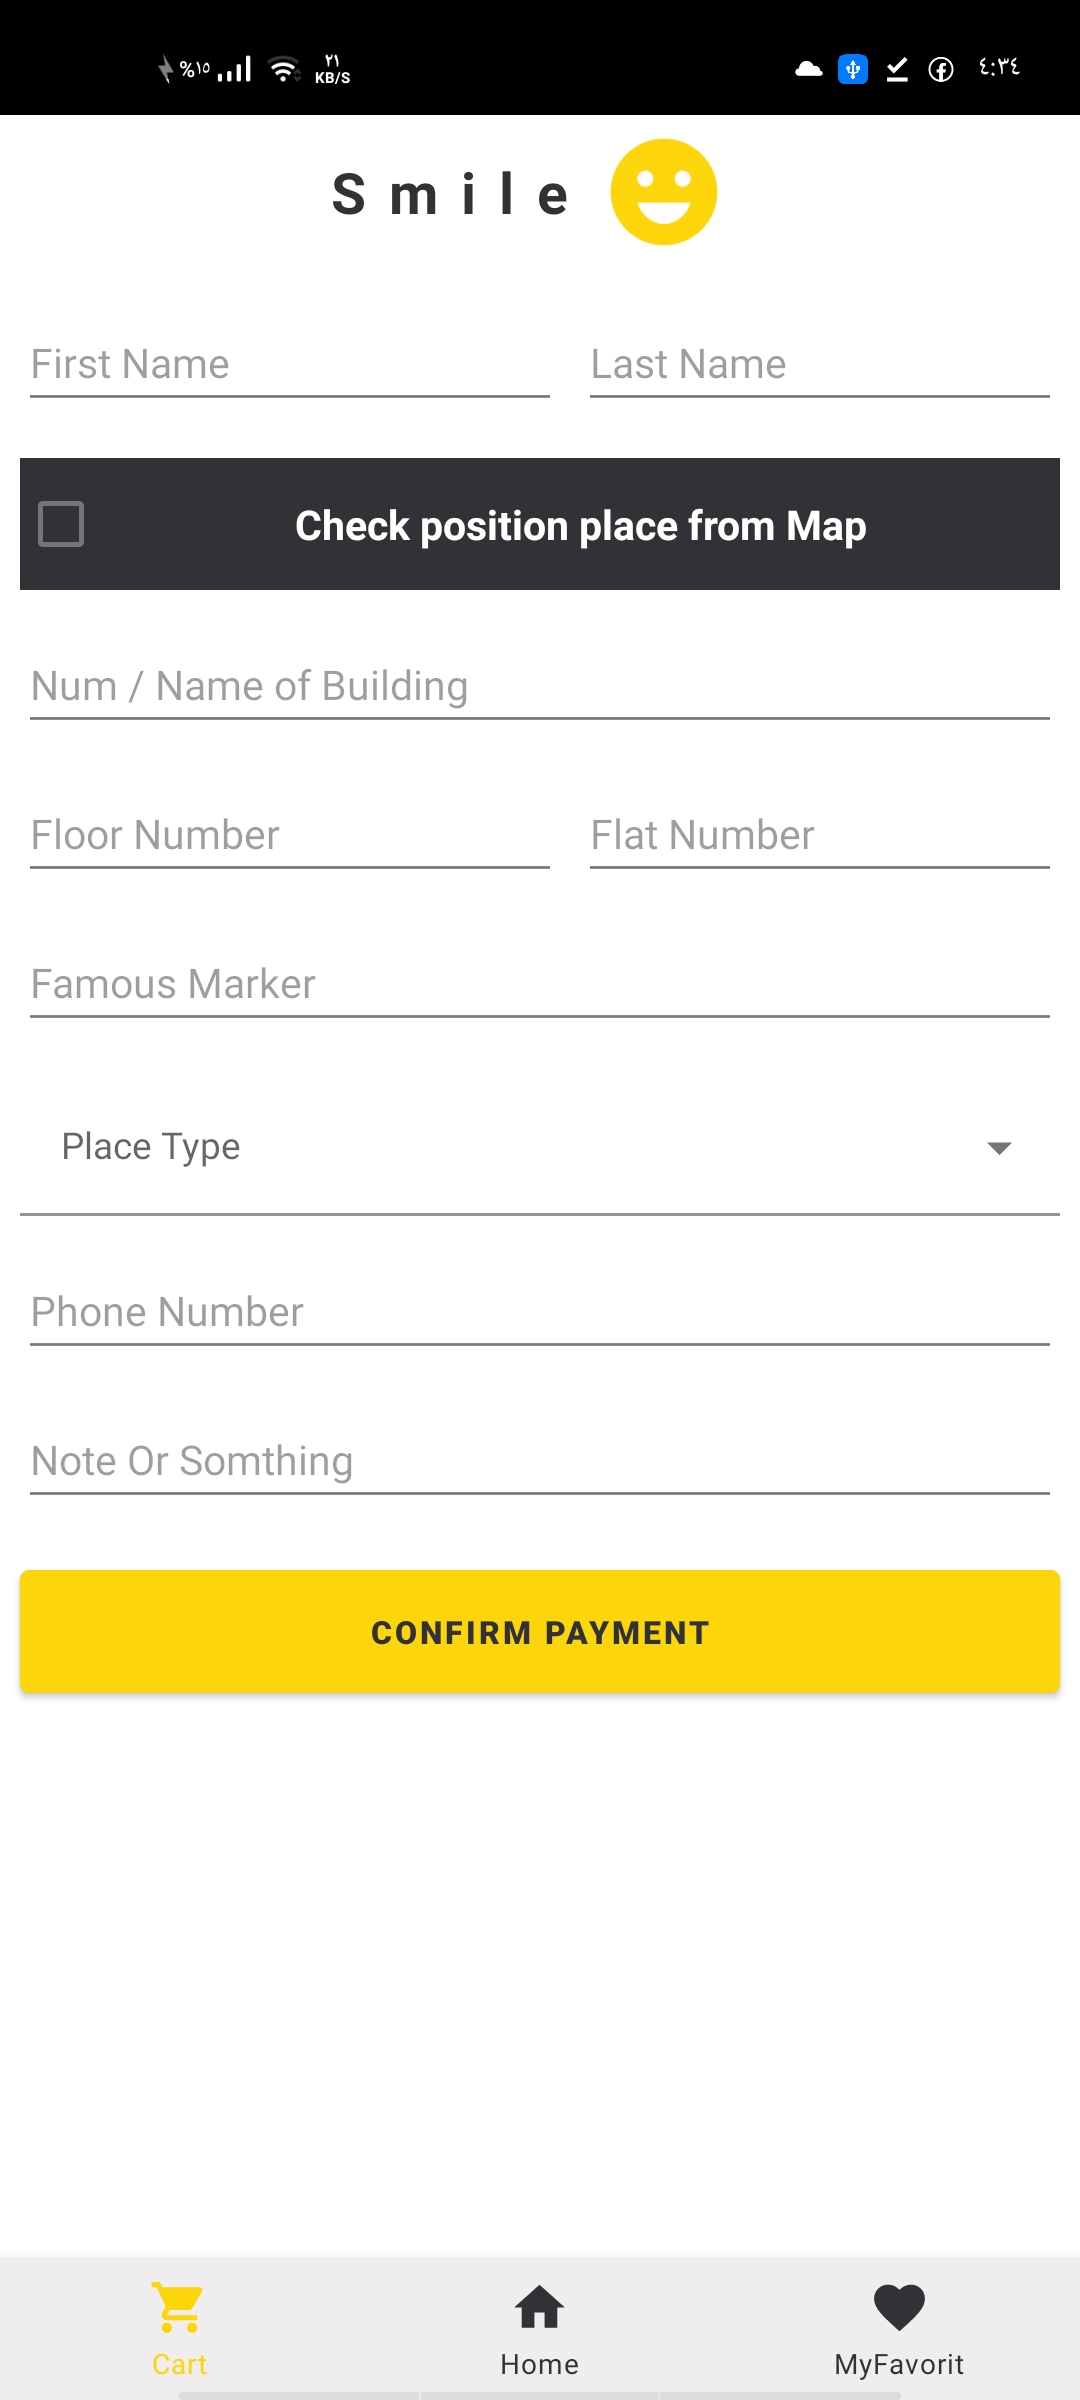 %١٥ ٢١ KB/S ٤:٣٤
Smile
First Name Last Name
Check position place from Map
Num / Name of Building
Floor Number Flat Number
Famous Marker
Place Type
Phone Number
Note Or Somthing
CONFIRM PAYMENT
Cart Home MyFavorit